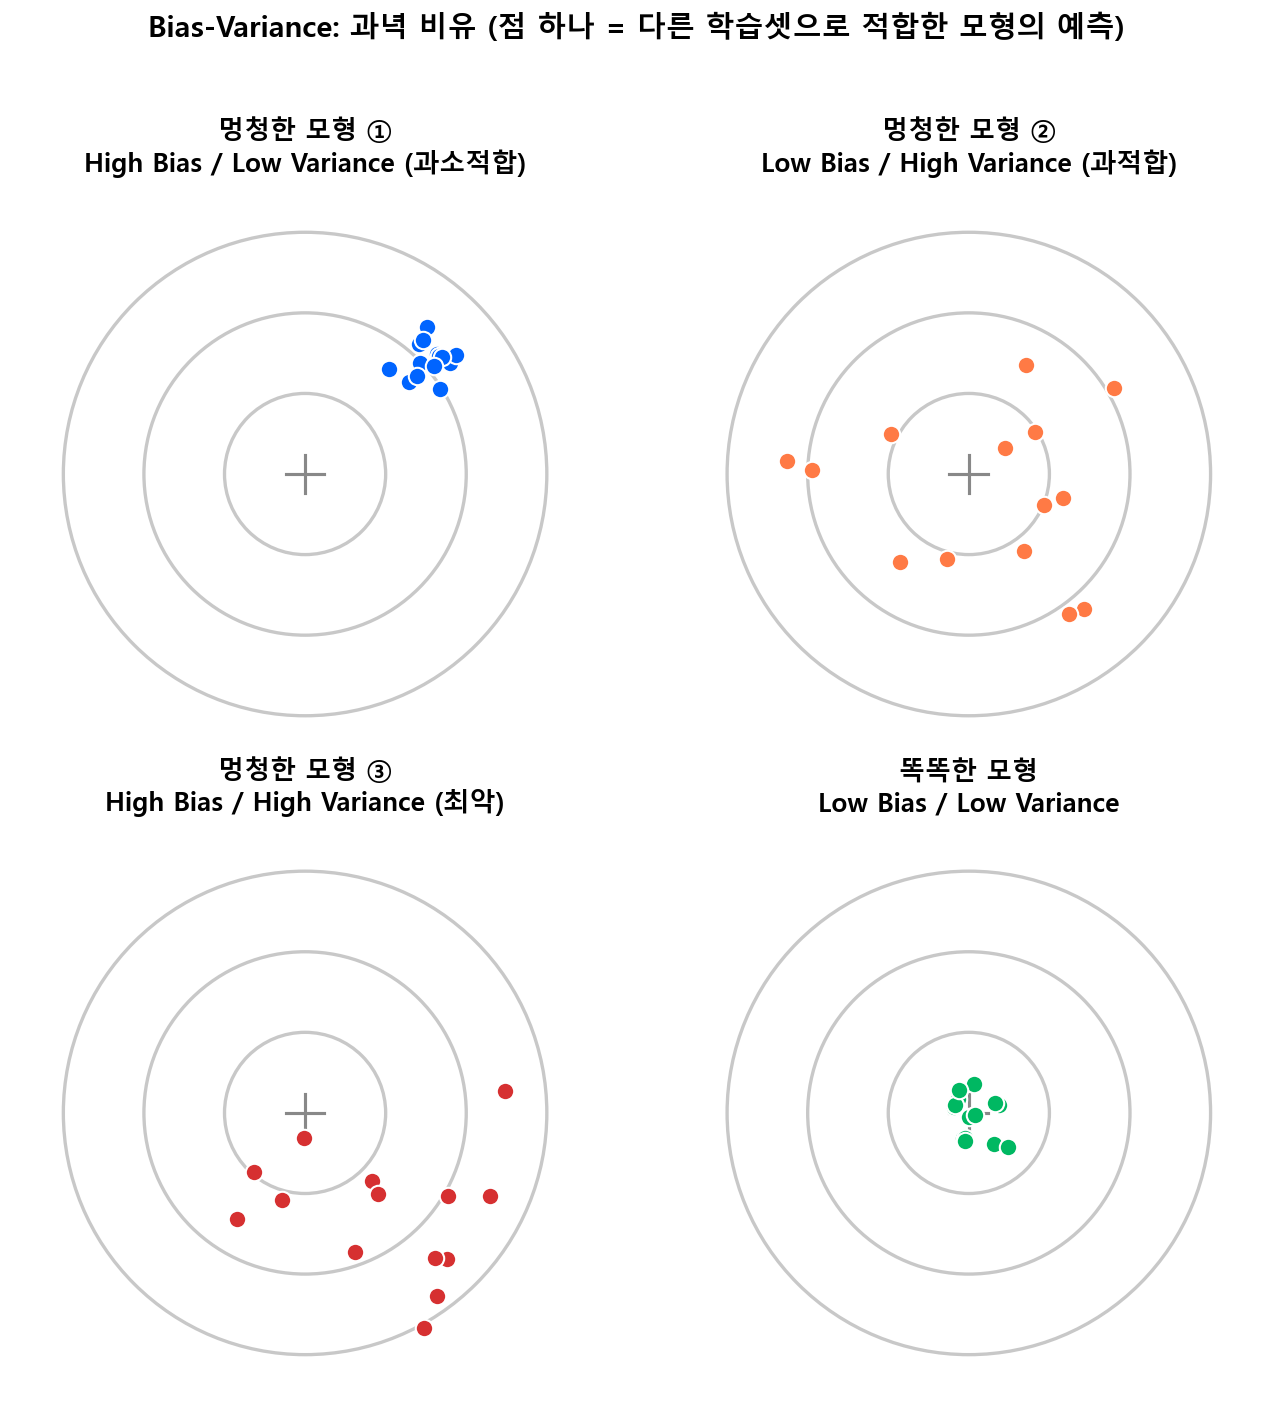 Bias-Variance: 과녁 비유 (점 하나 = 다른 학습셋으로 적합한 모형의 예측)
멍청한 모형 ①
High Bias / Low Variance (과소적합)
멍청한 모형 ②
Low Bias / High Variance (과적합)
멍청한 모형 ③
High Bias / High Variance (최악)
똑똑한 모형
Low Bias / Low Variance